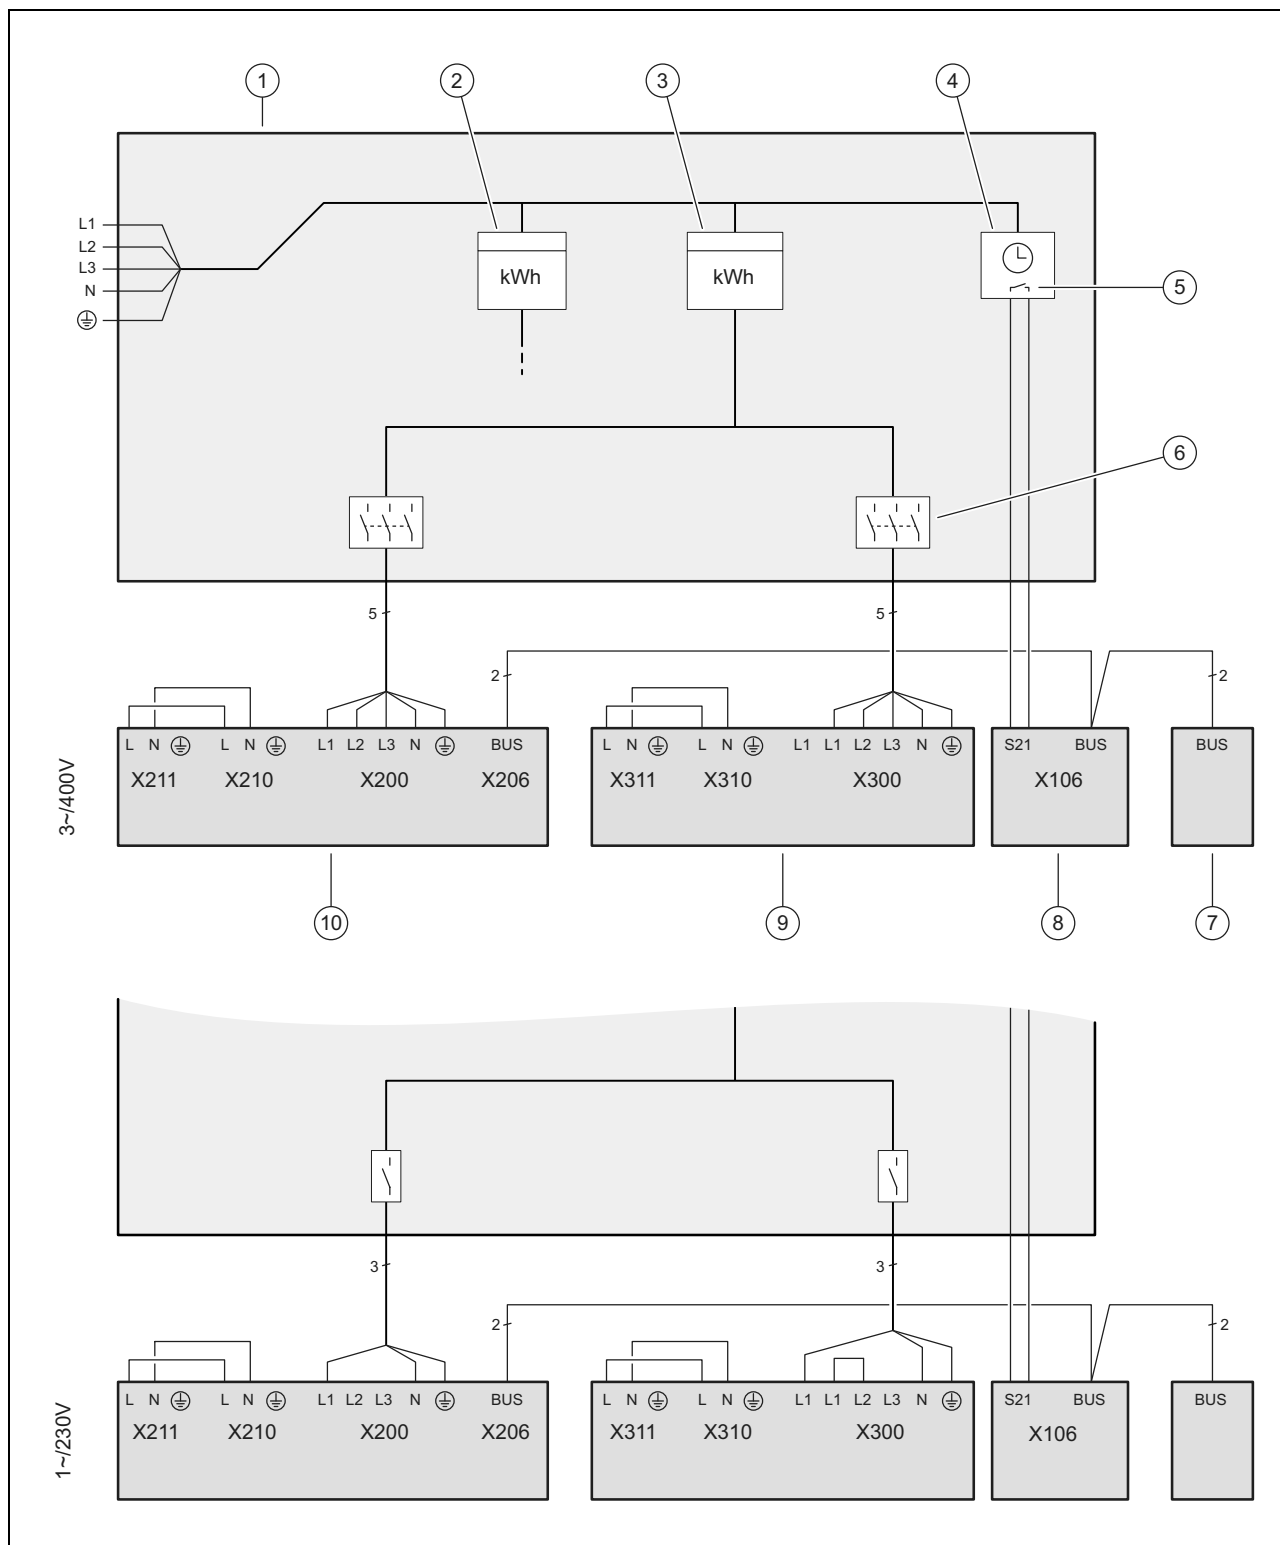 1 2 3 4
L1
L2
L3
N
kWh kWh
5
6
5 5
2 2
L N L N L1 L2 L3 N BUS L N L N L1 L1 L2 L3 N S21 BUS BUS
X211 X210 X200 X206 X311 X310 X300 X106
3~/400V
10 9 8 7
3 3
2 2
L N L N L1 L2 L3 N BUS L N L N L1 L1 L2 L3 N S21 BUS BUS
X211 X210 X200 X206 X311 X310 X300 X106
1~/230V